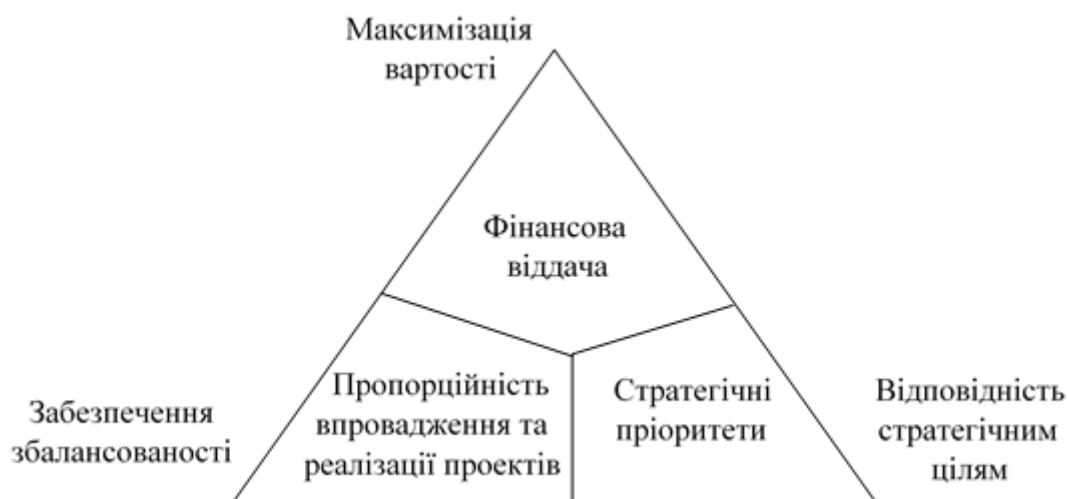 Максимізація
вартості
Фінансова
віддача
Забезпечення
збалансованості
Пропорційність
впровадження та
реалізації проектів
Стратегічні
пріоритети
Відповідність
стратегічним
цілям